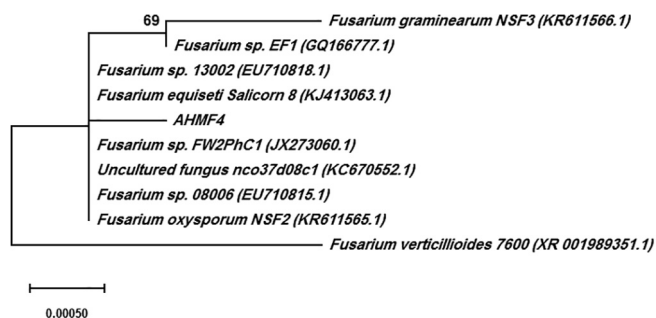 69
Fusarium graminearum NSF3 (KR611566.1)
Fusarium sp. EF1 (GQ166777.1)
Fusarium sp. 13002 (EU710818.1)
Fusarium equiseti Salicorn 8 (KJ413063.1)
AHMF4
Fusarium sp. FW2PhC1 (JX273060.1)
Uncultured fungus nco37d08c1 (KC670552.1)
Fusarium sp. 08006 (EU710815.1)
Fusarium oxysporum NSF2 (KR611565.1)
Fusarium verticillioides 7600 (XR 001989351.1)
0.00050